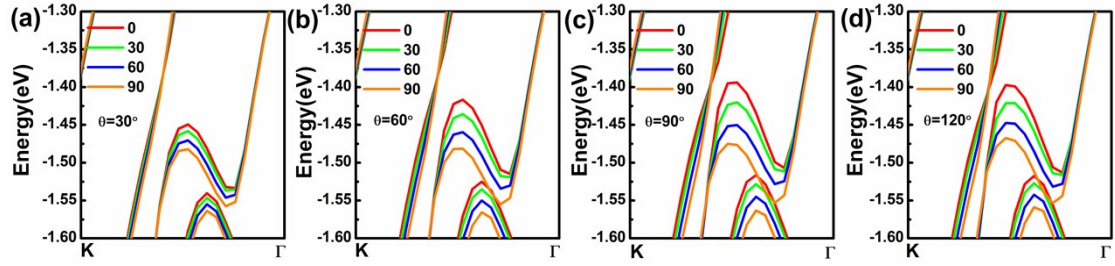 (a)
Energy(eV)
-1.30
-1.35
-1.40
-1.45
-1.50
-1.55
-1.60
0
30
60
90
θ=30°
K
Γ
(b)
Energy(eV)
-1.30
-1.35
-1.40
-1.45
-1.50
-1.55
-1.60
0
30
60
90
θ=60°
K
Γ
(c)
Energy(eV)
-1.30
-1.35
-1.40
-1.45
-1.50
-1.55
-1.60
0
30
60
90
θ=90°
K
Γ
(d)
Energy(eV)
-1.30
-1.35
-1.40
-1.45
-1.50
-1.55
-1.60
0
30
60
90
θ=120°
K
Γ